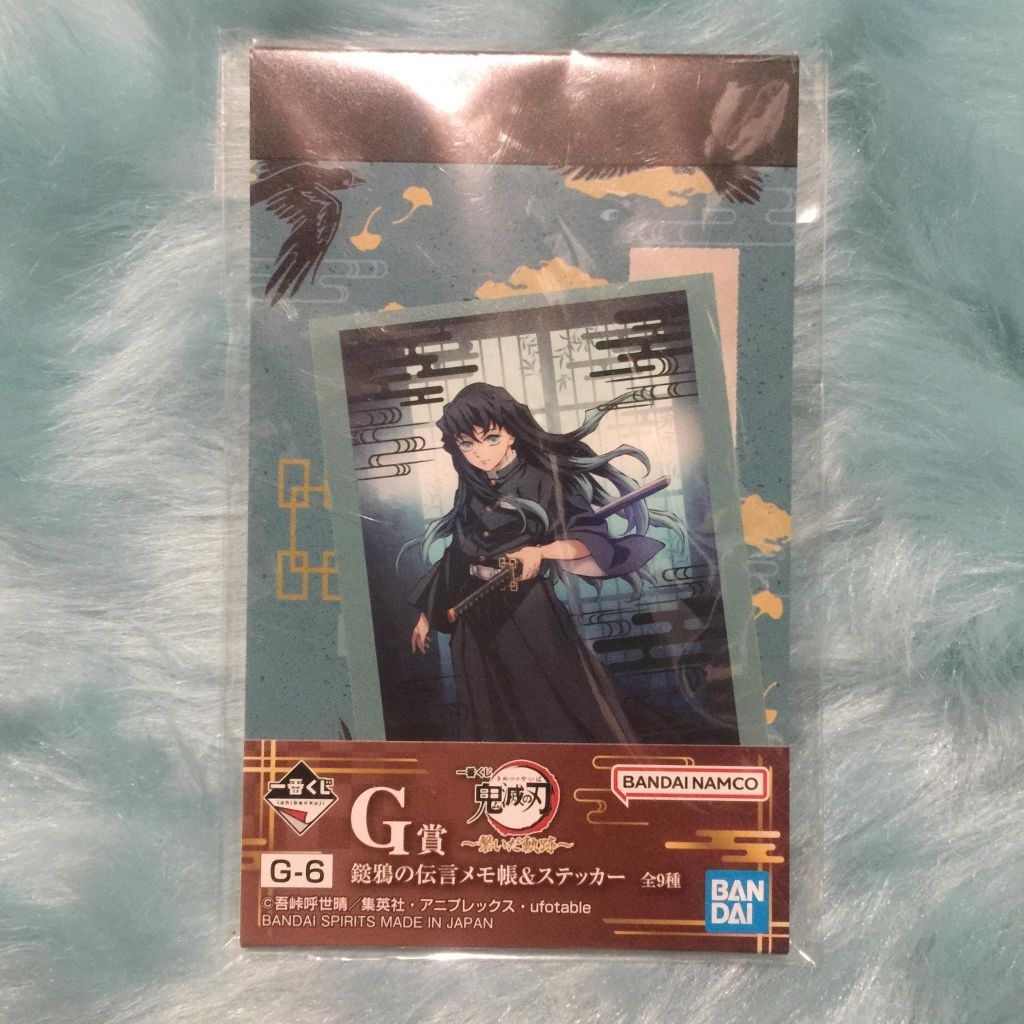 一番くじ
ichibankuji
G賞
一番くじ
きめつのやいば
鬼滅の刃
～繋いだ軌跡～
BANDAI NAMCO
G-6
鎹鴉の伝言メモ帳&ステッカー 全9種
©吾峠呼世晴／集英社・アニプレックス・ufotable
BANDAI SPIRITS MADE IN JAPAN
BAN
DAI